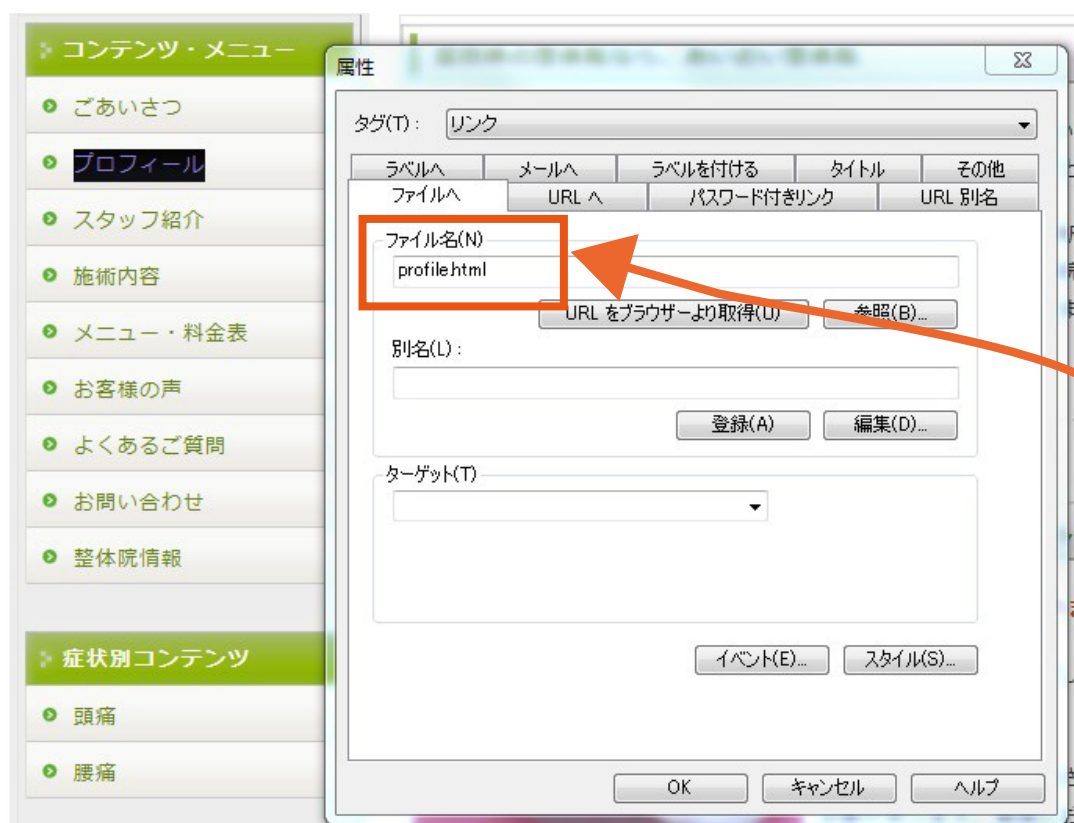 コンテンツ・メニュー
ごあいさつ
プロフィール
スタッフ紹介
施術内容
メニュー・料金表
お客様の声
よくあるご質問
お問い合わせ
整体院情報
症状別コンテンツ
頭痛
腰痛
属性
タグ(T): リンク
ラベルへ メールへ ラベルを付ける タイトル その他
ファイルへ URL へ パスワード付きリンク URL 別名
ファイル名(N)
profile.html
URL をブラウザーより取得(U) 参照(B)...
別名(L):
登録(A) 編集(D)...
ターゲット(T)
イベント(E)... スタイル(S)...
OK キャンセル ヘルプ